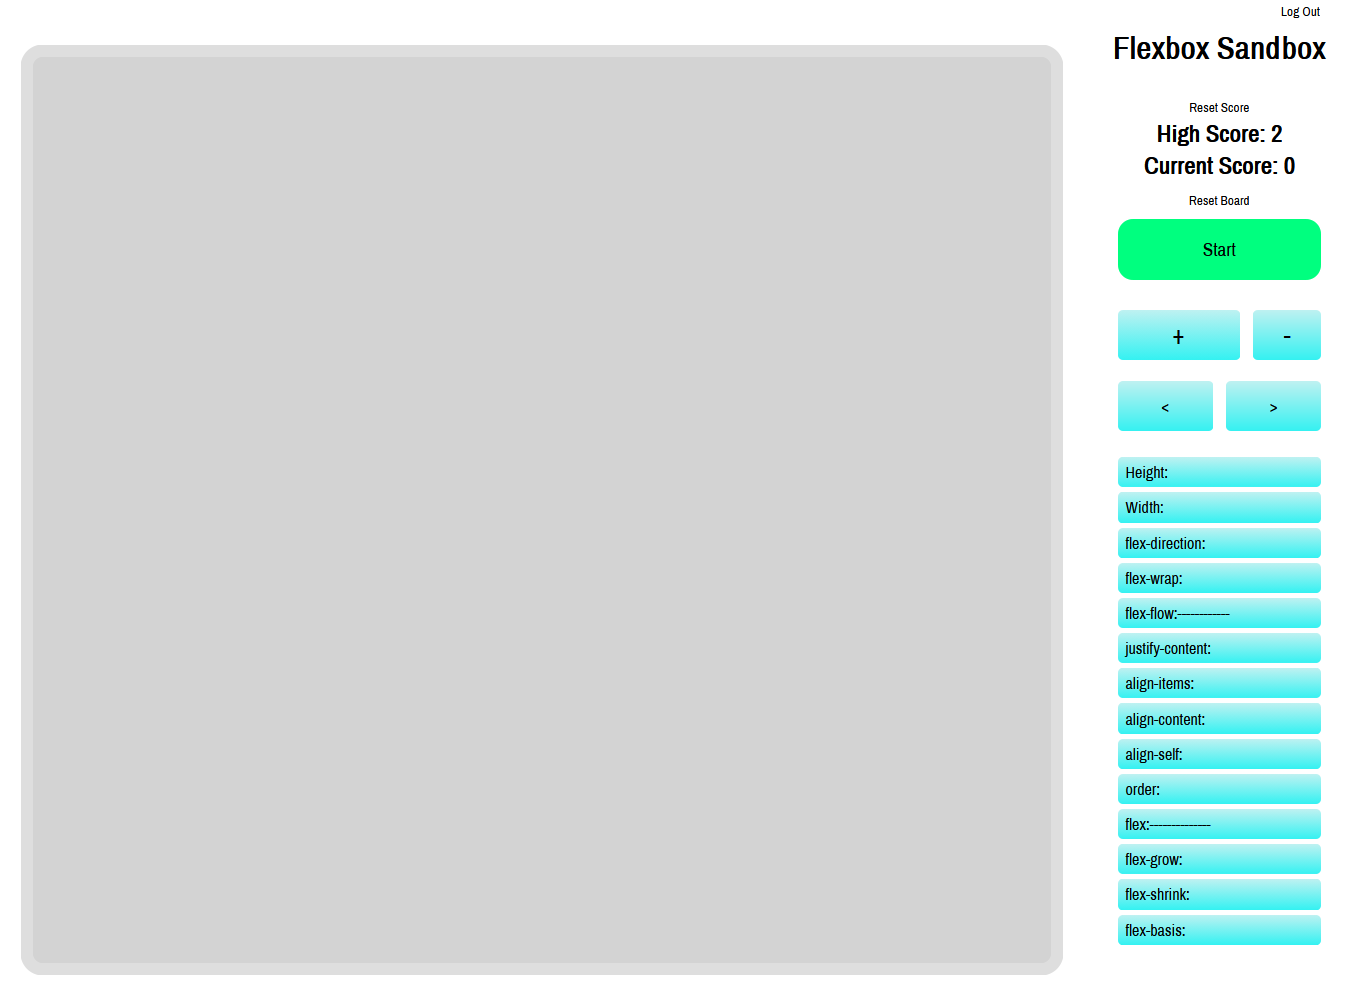 Log Out
Flexbox Sandbox
Reset Score
High Score: 2
Current Score: 0
Reset Board
Start
+ -
< >
Height:
Width:
flex-direction:
flex-wrap:
flex-flow:------------
justify-content:
align-items:
align-content:
align-self:
order:
flex:--------------
flex-grow:
flex-shrink:
flex-basis: